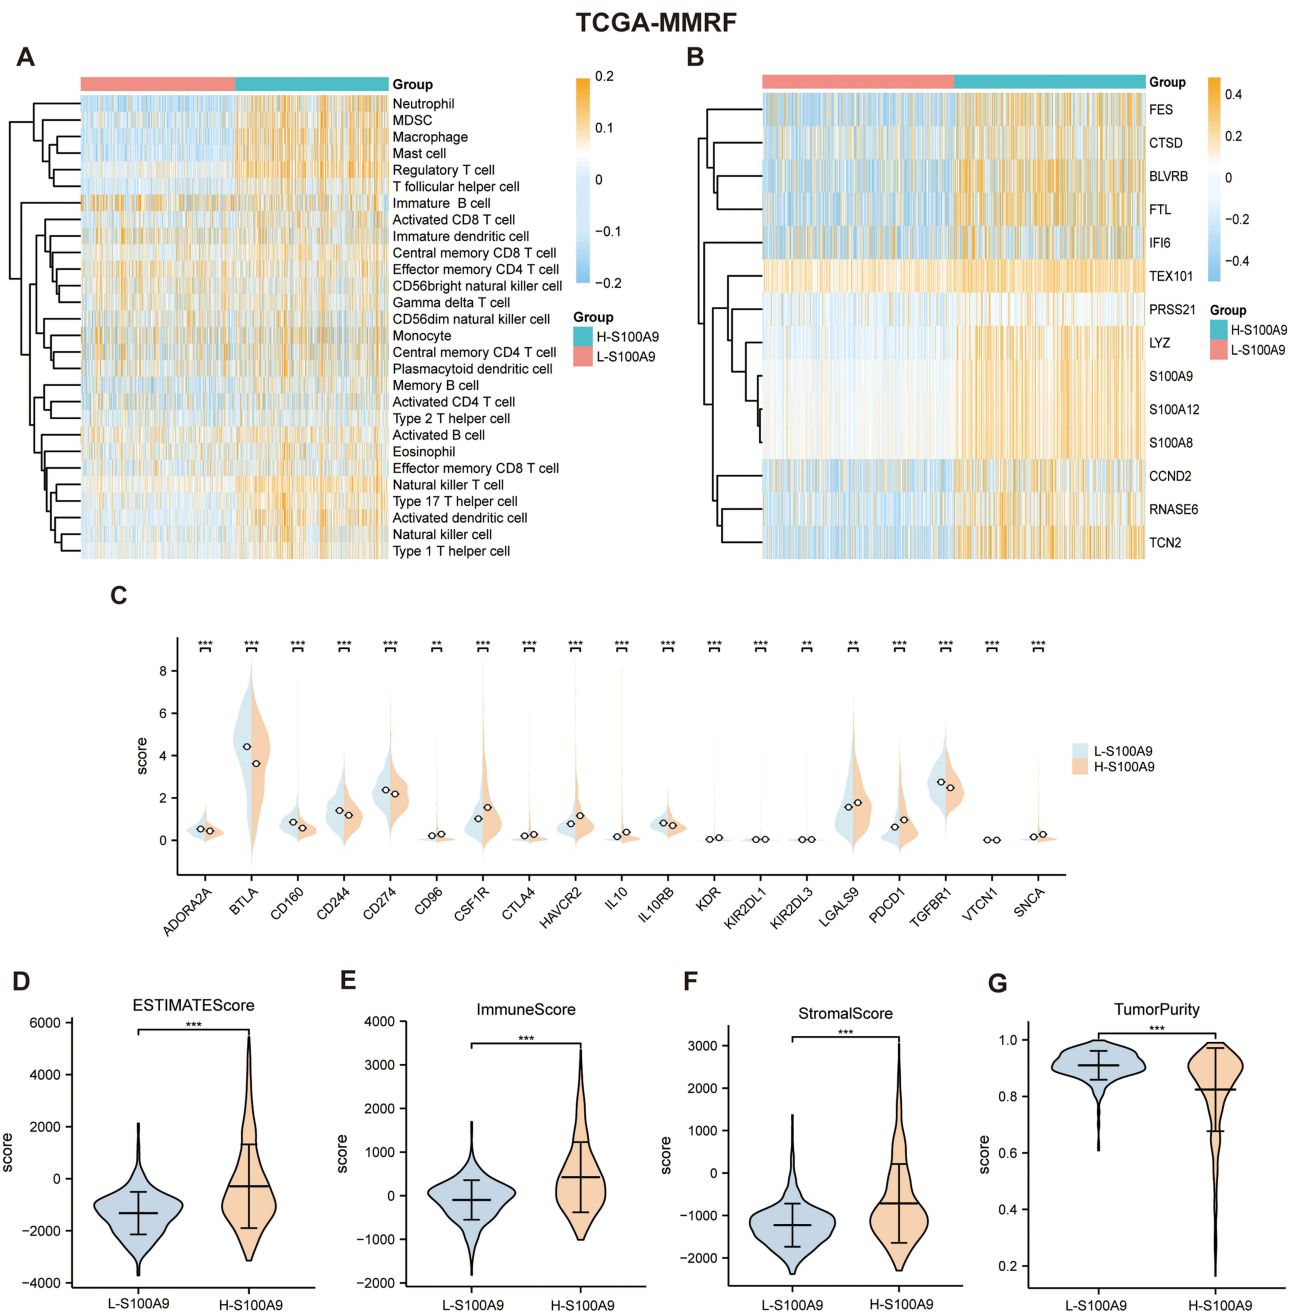 TCGA-MMRF
A
Group
Neutrophil
MDSC
Macrophage
Mast cell
Regulatory T cell
T follicular helper cell
Immature B cell
Activated CD8 T cell
Immature dendritic cell
Central memory CD8 T cell
Effector memory CD4 T cell
CD56bright natural killer cell
Gamma delta T cell
CD56dim natural killer cell
Monocyte
Central memory CD4 T cell
Plasmacytoid dendritic cell
Memory B cell
Activated CD4 T cell
Type 2 T helper cell
Activated B cell
Eosinophil
Effector memory CD8 T cell
Natural killer T cell
Type 17 T helper cell
Activated dendritic cell
Natural killer cell
Type 1 T helper cell
0.2
0.1
0
−0.1
−0.2
Group
H-S100A9
L-S100A9
B
Group
FES
CTSD
BLVRB
FTL
IFI6
TEX101
PRSS21
LYZ
S100A9
S100A12
S100A8
CCND2
RNASE6
TCN2
0.4
0.2
0
−0.2
−0.4
Group
H-S100A9
L-S100A9
C
*** *** *** *** *** ** *** *** *** *** *** *** *** ** ** *** *** *** ***
score
8
6
4
2
0
ADORA2A
BTLA
CD160
CD244
CD274
CD96
CSF1R
CTLA4
HAVCR2
IL10
IL10RB
KDR
KIR2DL1
KIR2DL3
LGALS9
PDCD1
TGFBR1
VTCN1
SNCA
L-S100A9
H-S100A9
D
ESTIMATEScore
***
score
6000
4000
2000
0
−2000
−4000
L-S100A9
H-S100A9
E
ImmuneScore
***
score
4000
3000
2000
1000
0
−1000
−2000
L-S100A9
H-S100A9
F
StromalScore
***
score
3000
2000
1000
0
−1000
−2000
L-S100A9
H-S100A9
G
TumorPurity
***
score
1.0
0.8
0.6
0.4
0.2
L-S100A9
H-S100A9